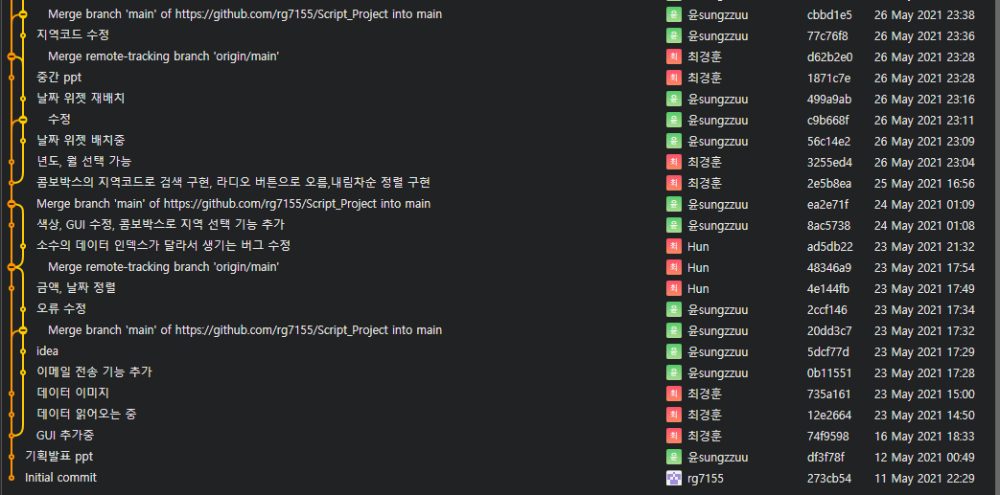 Merge branch 'main' of https://github.com/rg7155/Script_Project into main 윤 윤sungzzuu cbbd1e5 26 May 2021 23:38
지역코드 수정 윤 윤sungzzuu 77c76f8 26 May 2021 23:36
Merge remote-tracking branch 'origin/main' 최 최경훈 d62b2e0 26 May 2021 23:28
중간 ppt 최 최경훈 1871c7e 26 May 2021 23:28
날짜 위젯 재배치 윤 윤sungzzuu 499a9ab 26 May 2021 23:16
수정 윤 윤sungzzuu c9b668f 26 May 2021 23:11
날짜 위젯 배치중 윤 윤sungzzuu 56c14e2 26 May 2021 23:09
년도, 월 선택 가능 최 최경훈 3255ed4 26 May 2021 23:04
콤보박스의 지역코드로 검색 구현, 라디오 버튼으로 오름,내림차순 정렬 구현 최 최경훈 2e5b8ea 25 May 2021 16:56
Merge branch 'main' of https://github.com/rg7155/Script_Project into main 윤 윤sungzzuu ea2e71f 24 May 2021 01:09
색상, GUI 수정, 콤보박스로 지역 선택 기능 추가 윤 윤sungzzuu 8ac5738 24 May 2021 01:08
소수의 데이터 인덱스가 달라서 생기는 버그 수정 최 Hun ad5db22 23 May 2021 21:32
Merge remote-tracking branch 'origin/main' 최 Hun 48346a9 23 May 2021 17:54
금액, 날짜 정렬 최 Hun 4e144fb 23 May 2021 17:49
오류 수정 윤 윤sungzzuu 2ccf146 23 May 2021 17:34
Merge branch 'main' of https://github.com/rg7155/Script_Project into main 윤 윤sungzzuu 20dd3c7 23 May 2021 17:32
idea 윤 윤sungzzuu 5dcf77d 23 May 2021 17:29
이메일 전송 기능 추가 윤 윤sungzzuu 0b11551 23 May 2021 17:28
데이터 이미지 최 최경훈 735a161 23 May 2021 15:00
데이터 읽어오는 중 최 최경훈 12e2664 23 May 2021 14:50
GUI 추가중 최 최경훈 74f9598 16 May 2021 18:33
기획발표 ppt 윤 윤sungzzuu df3f78f 12 May 2021 00:49
Initial commit rg7155 273cb54 11 May 2021 22:29